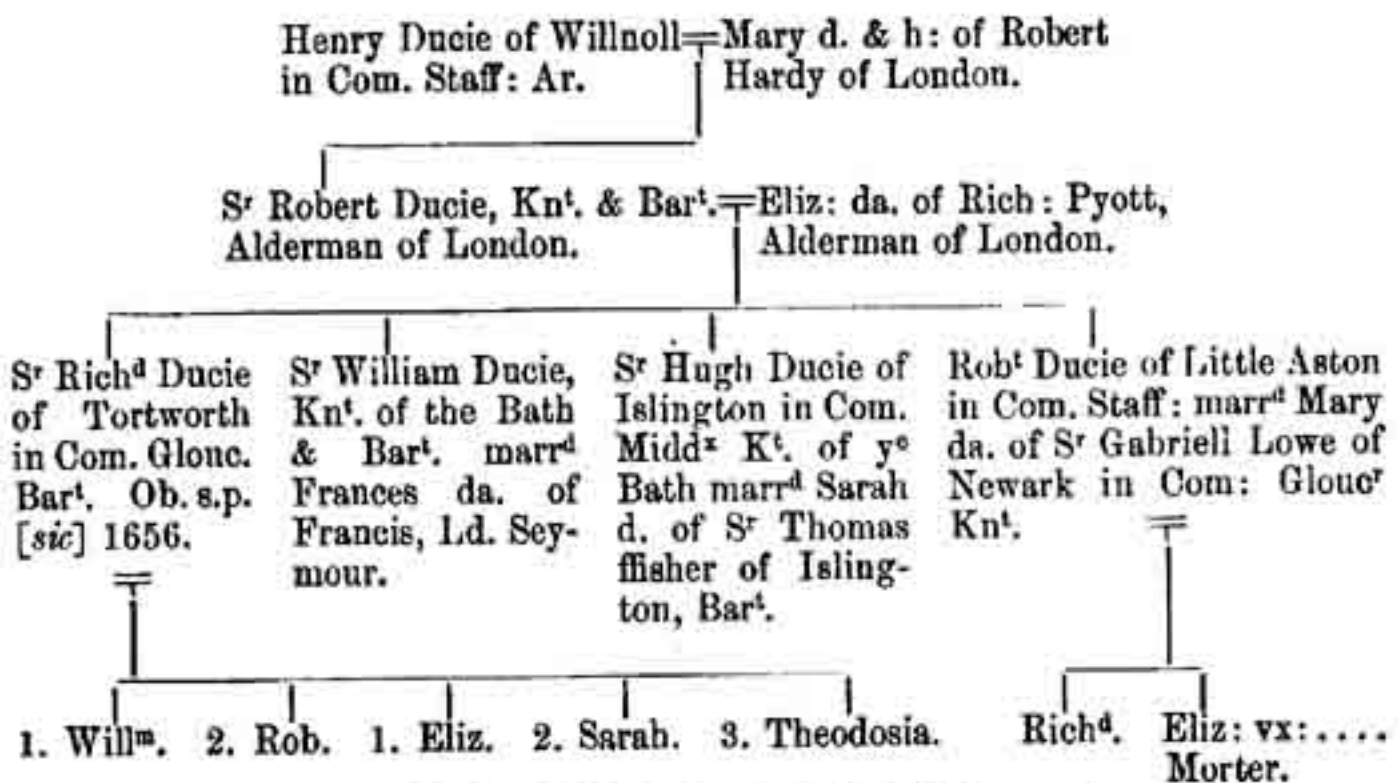 Henry Ducie of Willnoll=Mary d. & h: of Robert
in Com. Staff: Ar. Hardy of London.
Sʳ Robert Ducie, Knᵗ. & Barᵗ.=Eliz: da. of Rich: Pyott,
Alderman of London. Alderman of London.
Sʳ Richᵈ Ducie
of Tortworth
in Com. Glouc.
Barᵗ. Ob. s.p.
[sic] 1656.
Sʳ William Ducie,
Knᵗ. of the Bath
& Barᵗ. marrᵈ
Frances da. of
Francis, Ld. Sey-
mour.
Sʳ Hugh Ducie of
Islington in Com.
Middˣ Kᵗ. of yᵉ
Bath marrᵈ Sarah
d. of Sʳ Thomas
ffisher of Isling-
ton, Barᵗ.
Robᵗ Ducie of Little Aston
in Com. Staff: marrᵈ Mary
da. of Sʳ Gabriell Lowe of
Newark in Com: Gloucʳ
Knᵗ.
1. Willᵐ. 2. Rob. 1. Eliz. 2. Sarah. 3. Theodosia.
Richᵈ. Eliz: vx: ....
Morter.